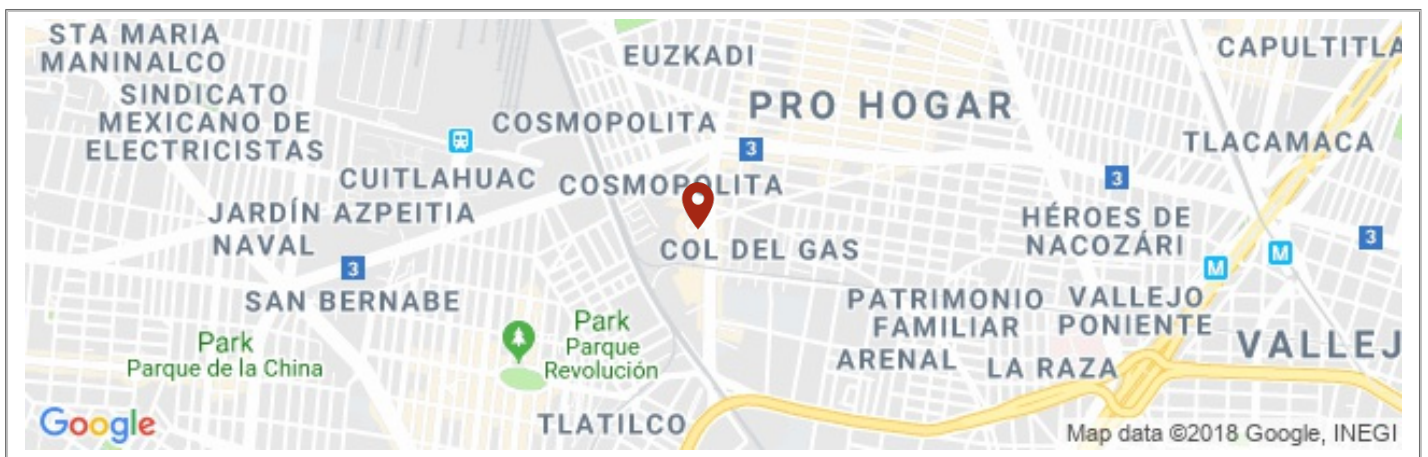 STA MARIA
MANINALCO
EUZKADI
CAPULTITLA
SINDICATO
MEXICANO DE
ELECTRICISTAS
PRO HOGAR
COSMOPOLITA
3
TLACAMACA
CUITLAHUAC
COSMOPOLITA
3
JARDÍN AZPEITIA
NAVAL
HÉROES DE
NACOZÁRI
3
COL DEL GAS
M
M
3
SAN BERNABE
PATRIMONIO
FAMILIAR
VALLEJO
PONIENTE
Park
Parque
Revolución
Park
Parque de la China
VALLEJ
ARENAL
LA RAZA
TLATILCO
Google
Map data ©2018 Google, INEGI